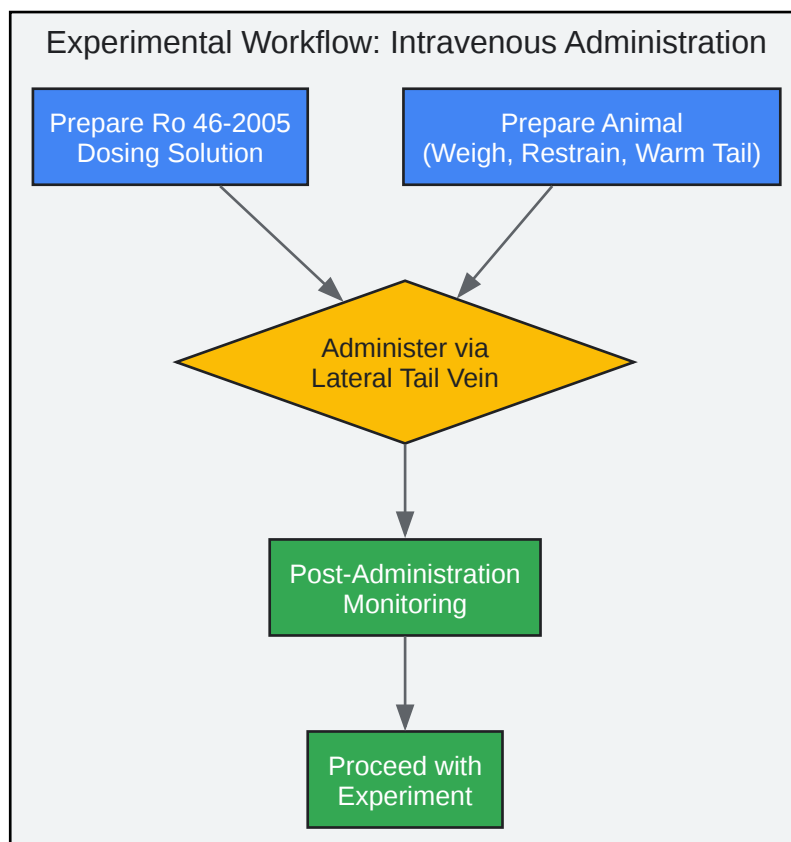 Experimental Workflow: Intravenous Administration
Prepare Ro 46-2005
Dosing Solution
Prepare Animal
(Weigh, Restrain, Warm Tail)
Administer via
Lateral Tail Vein
Post-Administration
Monitoring
Proceed with
Experiment